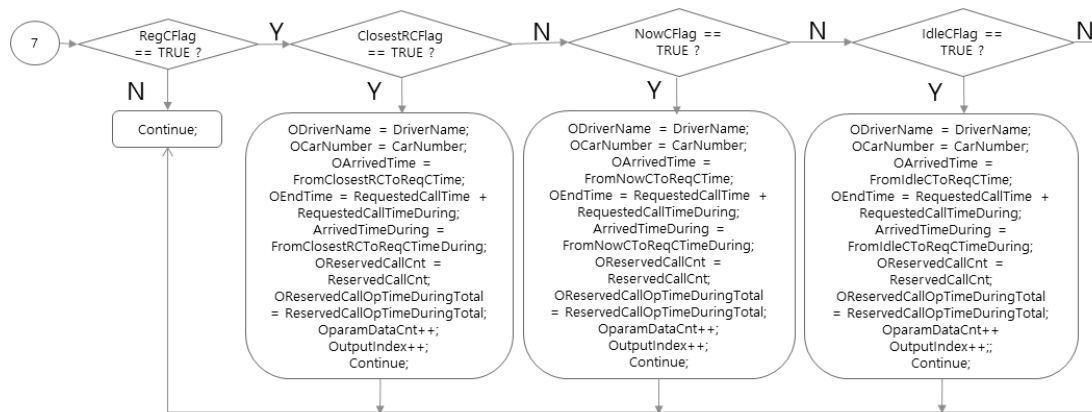 7
RegCFlag
== TRUE ?
Y
ClosestRCFlag
== TRUE ?
N
NowCFlag ==
TRUE ?
N
IdleCFlag ==
TRUE ?
N
N
Y
Y
Y
Continue;
ODriverName = DriverName;
OCarNumber = CarNumber;
OArrivedTime =
FromClosestRCToReqCTime;
OEndTime = RequestedCallTime +
RequestedCallTimeDuring;
ArrivedTimeDuring =
FromClosestRCToReqCTimeDuring;
OReservedCallCnt =
ReservedCallCnt;
OReservedCallOpTimeDuringTotal
= ReservedCallOpTimeDuringTotal;
OparamDataCnt++;
OutputIndex++;
Continue;
ODriverName = DriverName;
OCarNumber = CarNumber;
OArrivedTime =
FromNowCToReqCTime;
OEndTime = RequestedCallTime +
RequestedCallTimeDuring;
ArrivedTimeDuring =
FromNowCToReqCTimeDuring;
OReservedCallCnt =
ReservedCallCnt;
OReservedCallOpTimeDuringTotal
= ReservedCallOpTimeDuringTotal;
OparamDataCnt++;
OutputIndex++;
Continue;
ODriverName = DriverName;
OCarNumber = CarNumber;
OArrivedTime =
FromIdleCToReqCTime;
OEndTime = RequestedCallTime +
RequestedCallTimeDuring;
ArrivedTimeDuring =
FromIdleCToReqCTimeDuring;
OReservedCallCnt =
ReservedCallCnt;
OReservedCallOpTimeDuringTotal
= ReservedCallOpTimeDuringTotal;
OparamDataCnt++
OutputIndex++;;
Continue;